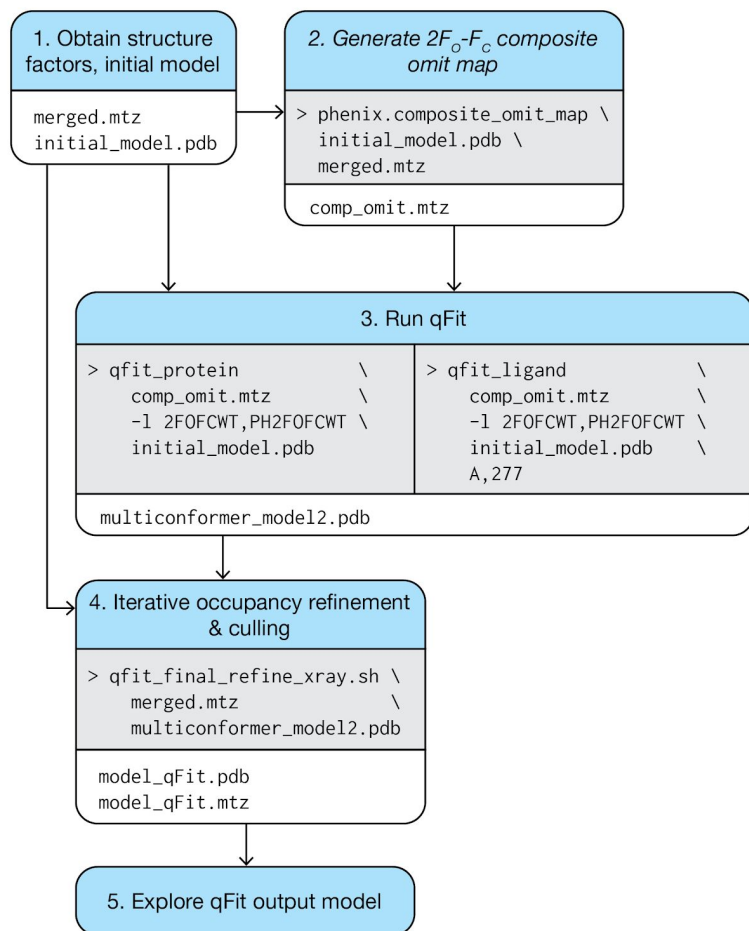 1. Obtain structure
factors, initial model
merged.mtz
initial_model.pdb
2. Generate 2Fo-Fc composite
omit map
> phenix.composite_omit_map \
initial_model.pdb \
merged.mtz
comp_omit.mtz
3. Run qFit
> qfit_protein \
comp_omit.mtz \
-l 2FOFCWT,PH2FOFCWT \
initial_model.pdb
> qfit_ligand \
comp_omit.mtz \
-l 2FOFCWT,PH2FOFCWT \
initial_model.pdb \
A,277
multiconformer_model2.pdb
4. Iterative occupancy refinement
& culling
> qfit_final_refine_xray.sh \
merged.mtz \
multiconformer_model2.pdb
model_qFit.pdb
model_qFit.mtz
5. Explore qFit output model